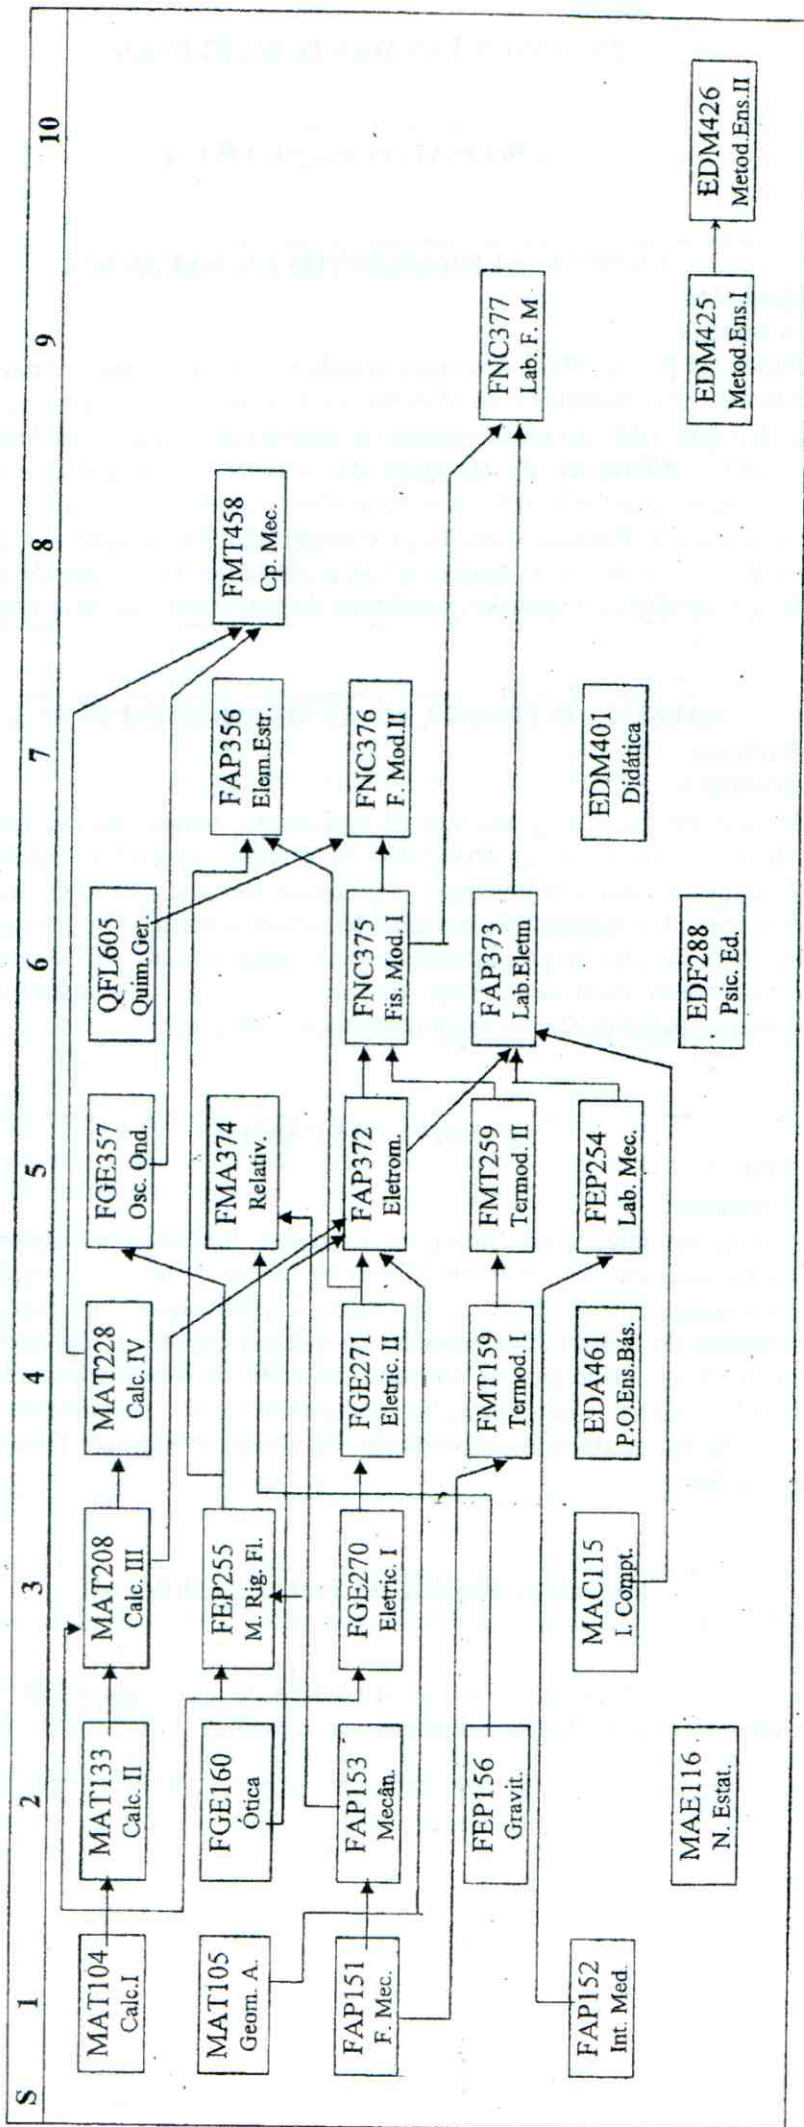 S 1 2 3 4 5 6 7 8 9 10
MAT104
Calc.I
MAT105
Geom. A.
FAP151
F. Mec.
FAP152
Int. Med.
MAT133
Calc. II
FGE160
Ótica
FAP153
Mecân.
FEP156
Gravit.
MAE116
N. Estat.
MAT208
Calc. III
FEP255
M. Rig. Fl.
FGE270
Eletric. I
MAC115
I. Compt.
MAT228
Calc. IV
FGE271
Eletric. II
FMT159
Termod. I
EDA461
P.O.Ens.Bás.
FGE357
Osc. Ond.
FMA374
Relativ.
FAP372
Eletrom.
FMT259
Termod. II
FEP254
Lab. Mec.
QFL605
Quim.Ger.
FNC375
Fis. Mod. I
FAP373
Lab.Eletm
EDF288
Psic. Ed.
FAP356
Elem.Estr.
FNC376
F. Mod.II
EDM401
Didática
FMT458
Cp. Mec.
FNC377
Lab. F. M
EDM425
Metod.Ens.I
EDM426
Metod.Ens.II